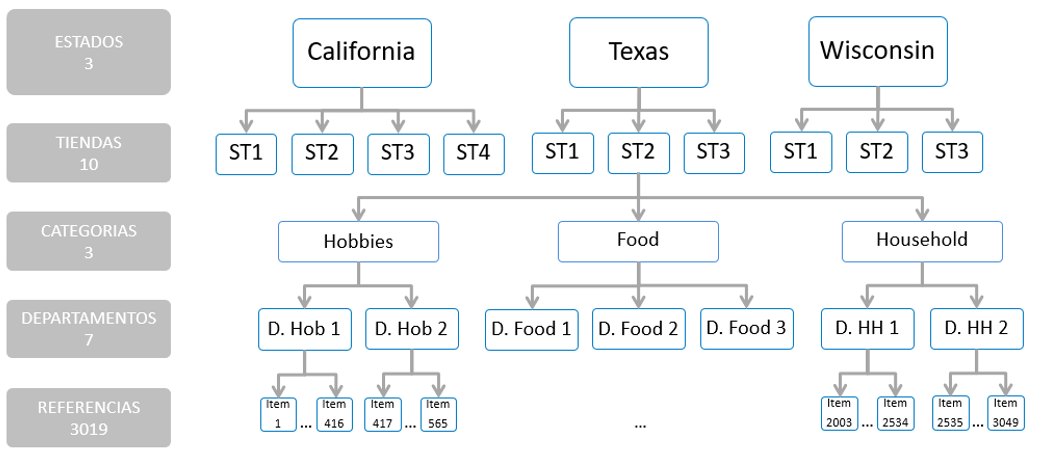 ESTADOS
3
California
Texas
Wisconsin
TIENDAS
10
ST1
ST2
ST3
ST4
ST1
ST2
ST3
ST1
ST2
ST3
CATEGORIAS
3
Hobbies
Food
Household
DEPARTAMENTOS
7
D. Hob 1
D. Hob 2
D. Food 1
D. Food 2
D. Food 3
D. HH 1
D. HH 2
REFERENCIAS
3019
Item
1
...
Item
416
Item
417
...
Item
565
...
Item
2003
...
Item
2534
Item
2535
...
Item
3049